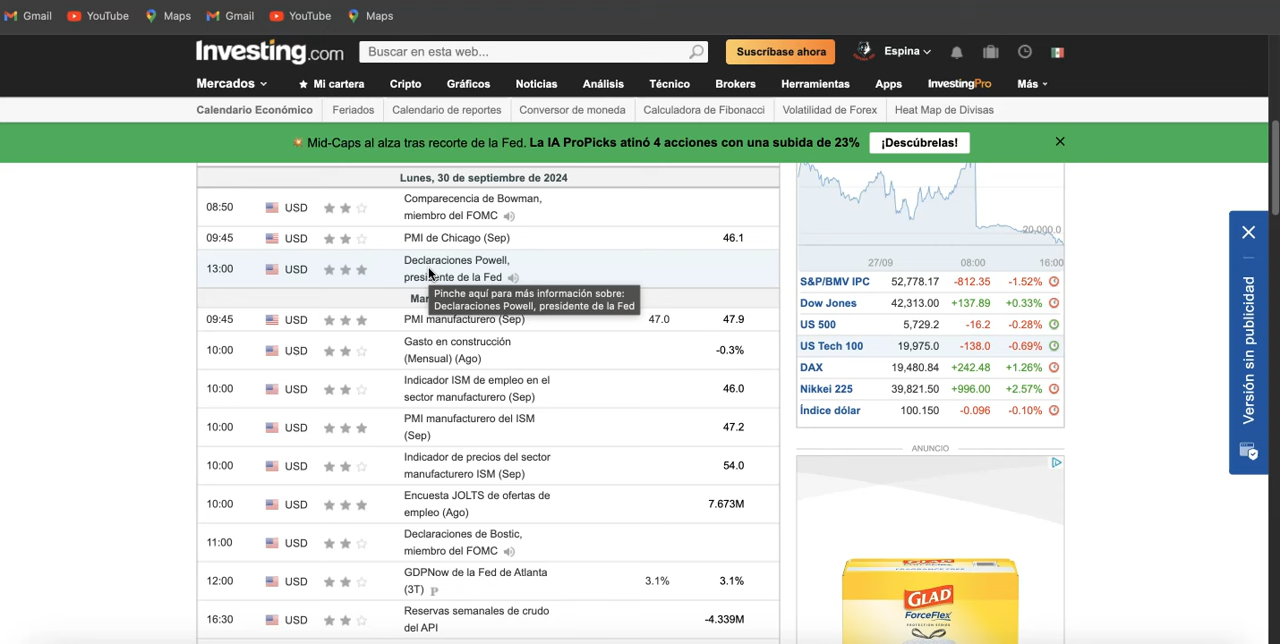 Gmail YouTube Maps Gmail YouTube Maps
Investing.com Buscar en esta web... Suscríbase ahora Espina
Mercados Mi cartera Cripto Gráficos Noticias Análisis Técnico Brokers Herramientas Apps InvestingPro Más
Calendario Económico Feriados Calendario de reportes Conversor de moneda Calculadora de Fibonacci Volatilidad de Forex Heat Map de Divisas
Mid-Caps al alza tras recorte de la Fed. La IA ProPicks atinó 4 acciones con una subida de 23% ¡Descúbrelas!
Lunes, 30 de septiembre de 2024
08:50 USD Comparecencia de Bowman,
miembro del FOMC
09:45 USD PMI de Chicago (Sep) 46.1
13:00 USD Declaraciones Powell,
presidente de la Fed
Pinche aquí para más información sobre:
Declaraciones Powell, presidente de la Fed
09:45 USD PMI manufacturero (Sep) 47.0 47.9
10:00 USD Gasto en construcción
(Mensual) (Ago) -0.3%
10:00 USD Indicador ISM de empleo en el
sector manufacturero (Sep) 46.0
10:00 USD PMI manufacturero del ISM
(Sep) 47.2
10:00 USD Indicador de precios del sector
manufacturero ISM (Sep) 54.0
10:00 USD Encuesta JOLTS de ofertas de
empleo (Ago) 7.673M
11:00 USD Declaraciones de Bostic,
miembro del FOMC
12:00 USD GDPNow de la Fed de Atlanta
(3T) P 3.1% 3.1%
16:30 USD Reservas semanales de crudo
del API -4.339M
20,000.0
27/09 08:00 16:00
S&P/BMV IPC 52,778.17 -812.35 -1.52%
Dow Jones 42,313.00 +137.89 +0.33%
US 500 5,729.2 -16.2 -0.28%
US Tech 100 19,975.0 -138.0 -0.69%
DAX 19,480.84 +242.48 +1.26%
Nikkei 225 39,821.50 +996.00 +2.57%
Índice dólar 100.150 -0.096 -0.10%
ANUNCIO
GLAD
ForceFlex
Versión sin publicidad